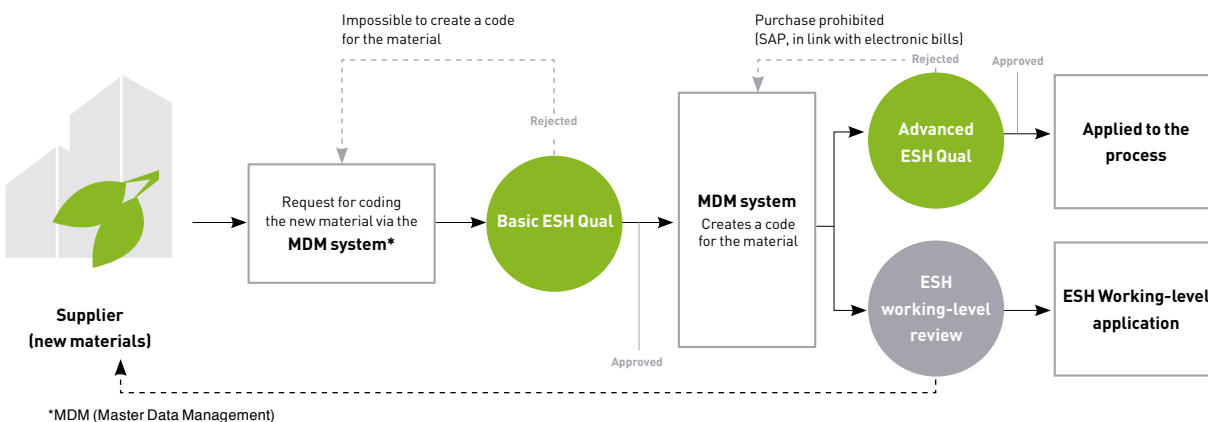 Impossible to create a code
for the material
Purchase prohibited
(SAP, in link with electronic bills)
Rejected
Approved
Rejected
Request for coding
the new material via the
MDM system*
Basic ESH Qual
MDM system
Creates a code
for the material
Advanced
ESH Qual
Applied to the
process
ESH
working-level
review
ESH Working-level
application
Supplier
(new materials)
Approved
*MDM (Master Data Management)